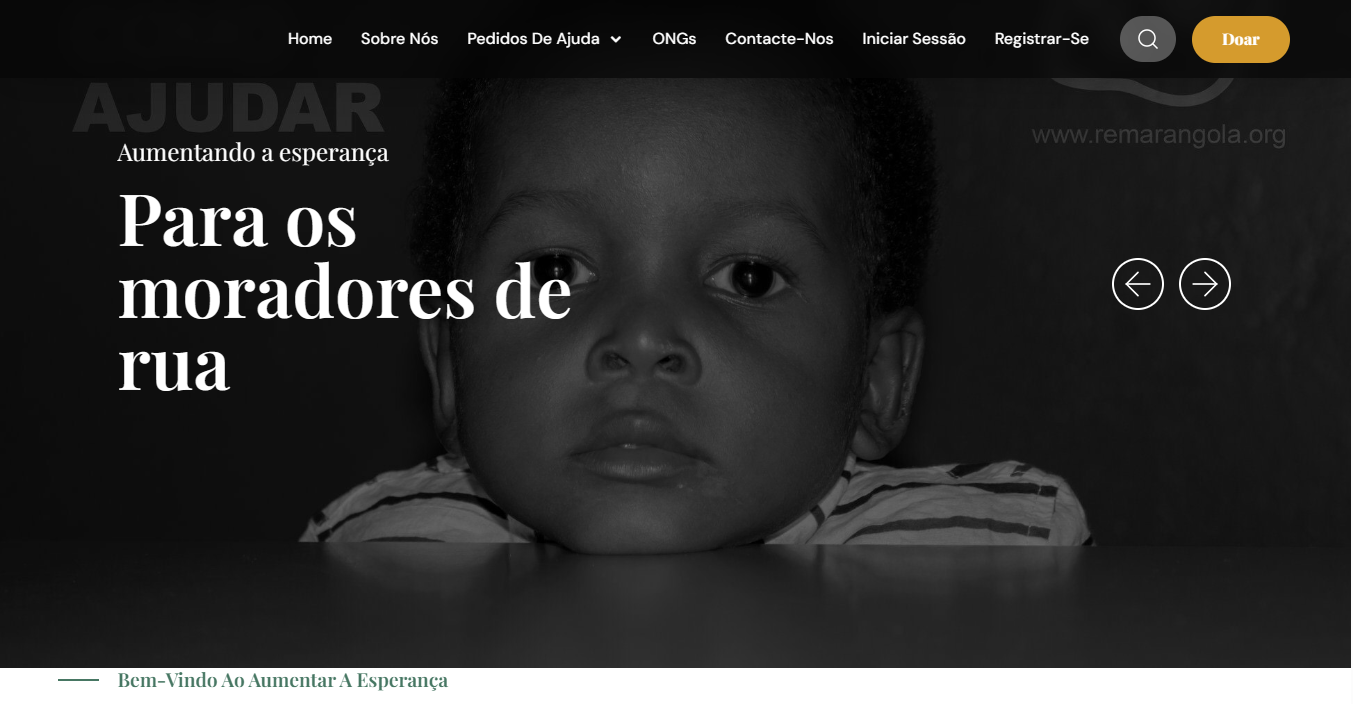 Home Sobre Nós Pedidos De Ajuda ONGs Contacte-Nos Iniciar Sessão Registrar-Se Doar
AJUDAR
www.remarangola.org
Aumentando a esperança
Para os
moradores de
rua
Bem-Vindo Ao Aumentar A Esperança